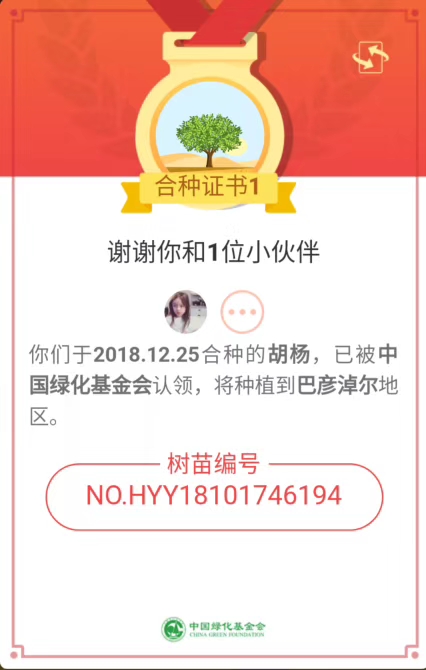 合种证书1
谢谢你和1位小伙伴
你们于2018.12.25合种的胡杨，已被中
国绿化基金会认领，将种植到巴彦淖尔地
区。
树苗编号
NO.HYY18101746194
中国绿化基金会
CHINA GREEN FOUNDATION